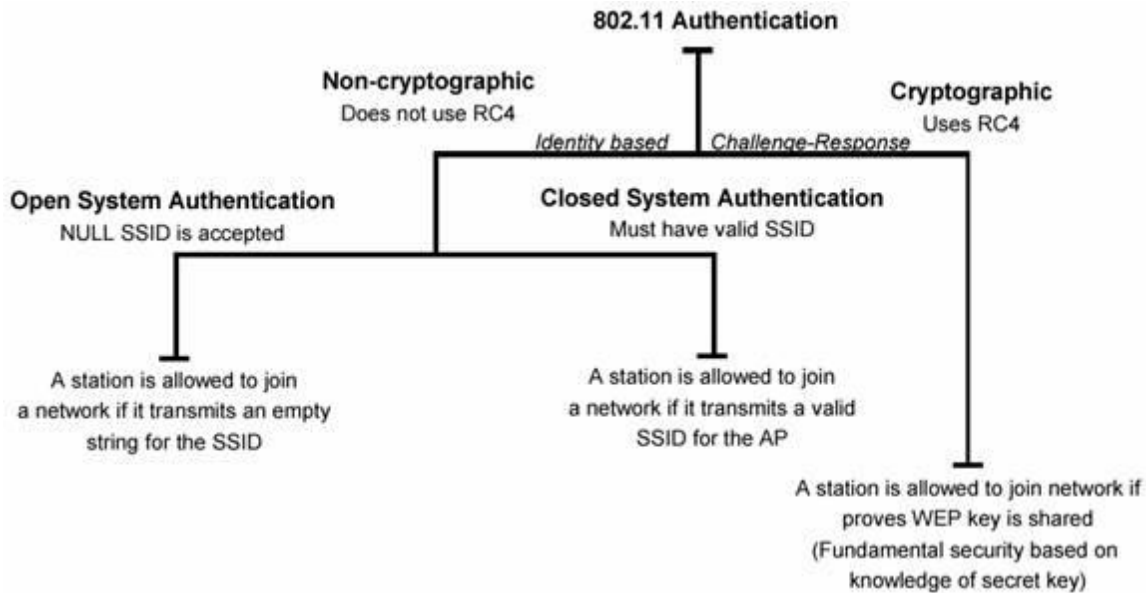 802.11 Authentication
Non-cryptographic
Does not use RC4
Cryptographic
Uses RC4
Identity based
Challenge-Response
Open System Authentication
NULL SSID is accepted
Closed System Authentication
Must have valid SSID
A station is allowed to join
a network if it transmits an empty
string for the SSID
A station is allowed to join
a network if it transmits a valid
SSID for the AP
A station is allowed to join network if
proves WEP key is shared
(Fundamental security based on
knowledge of secret key)